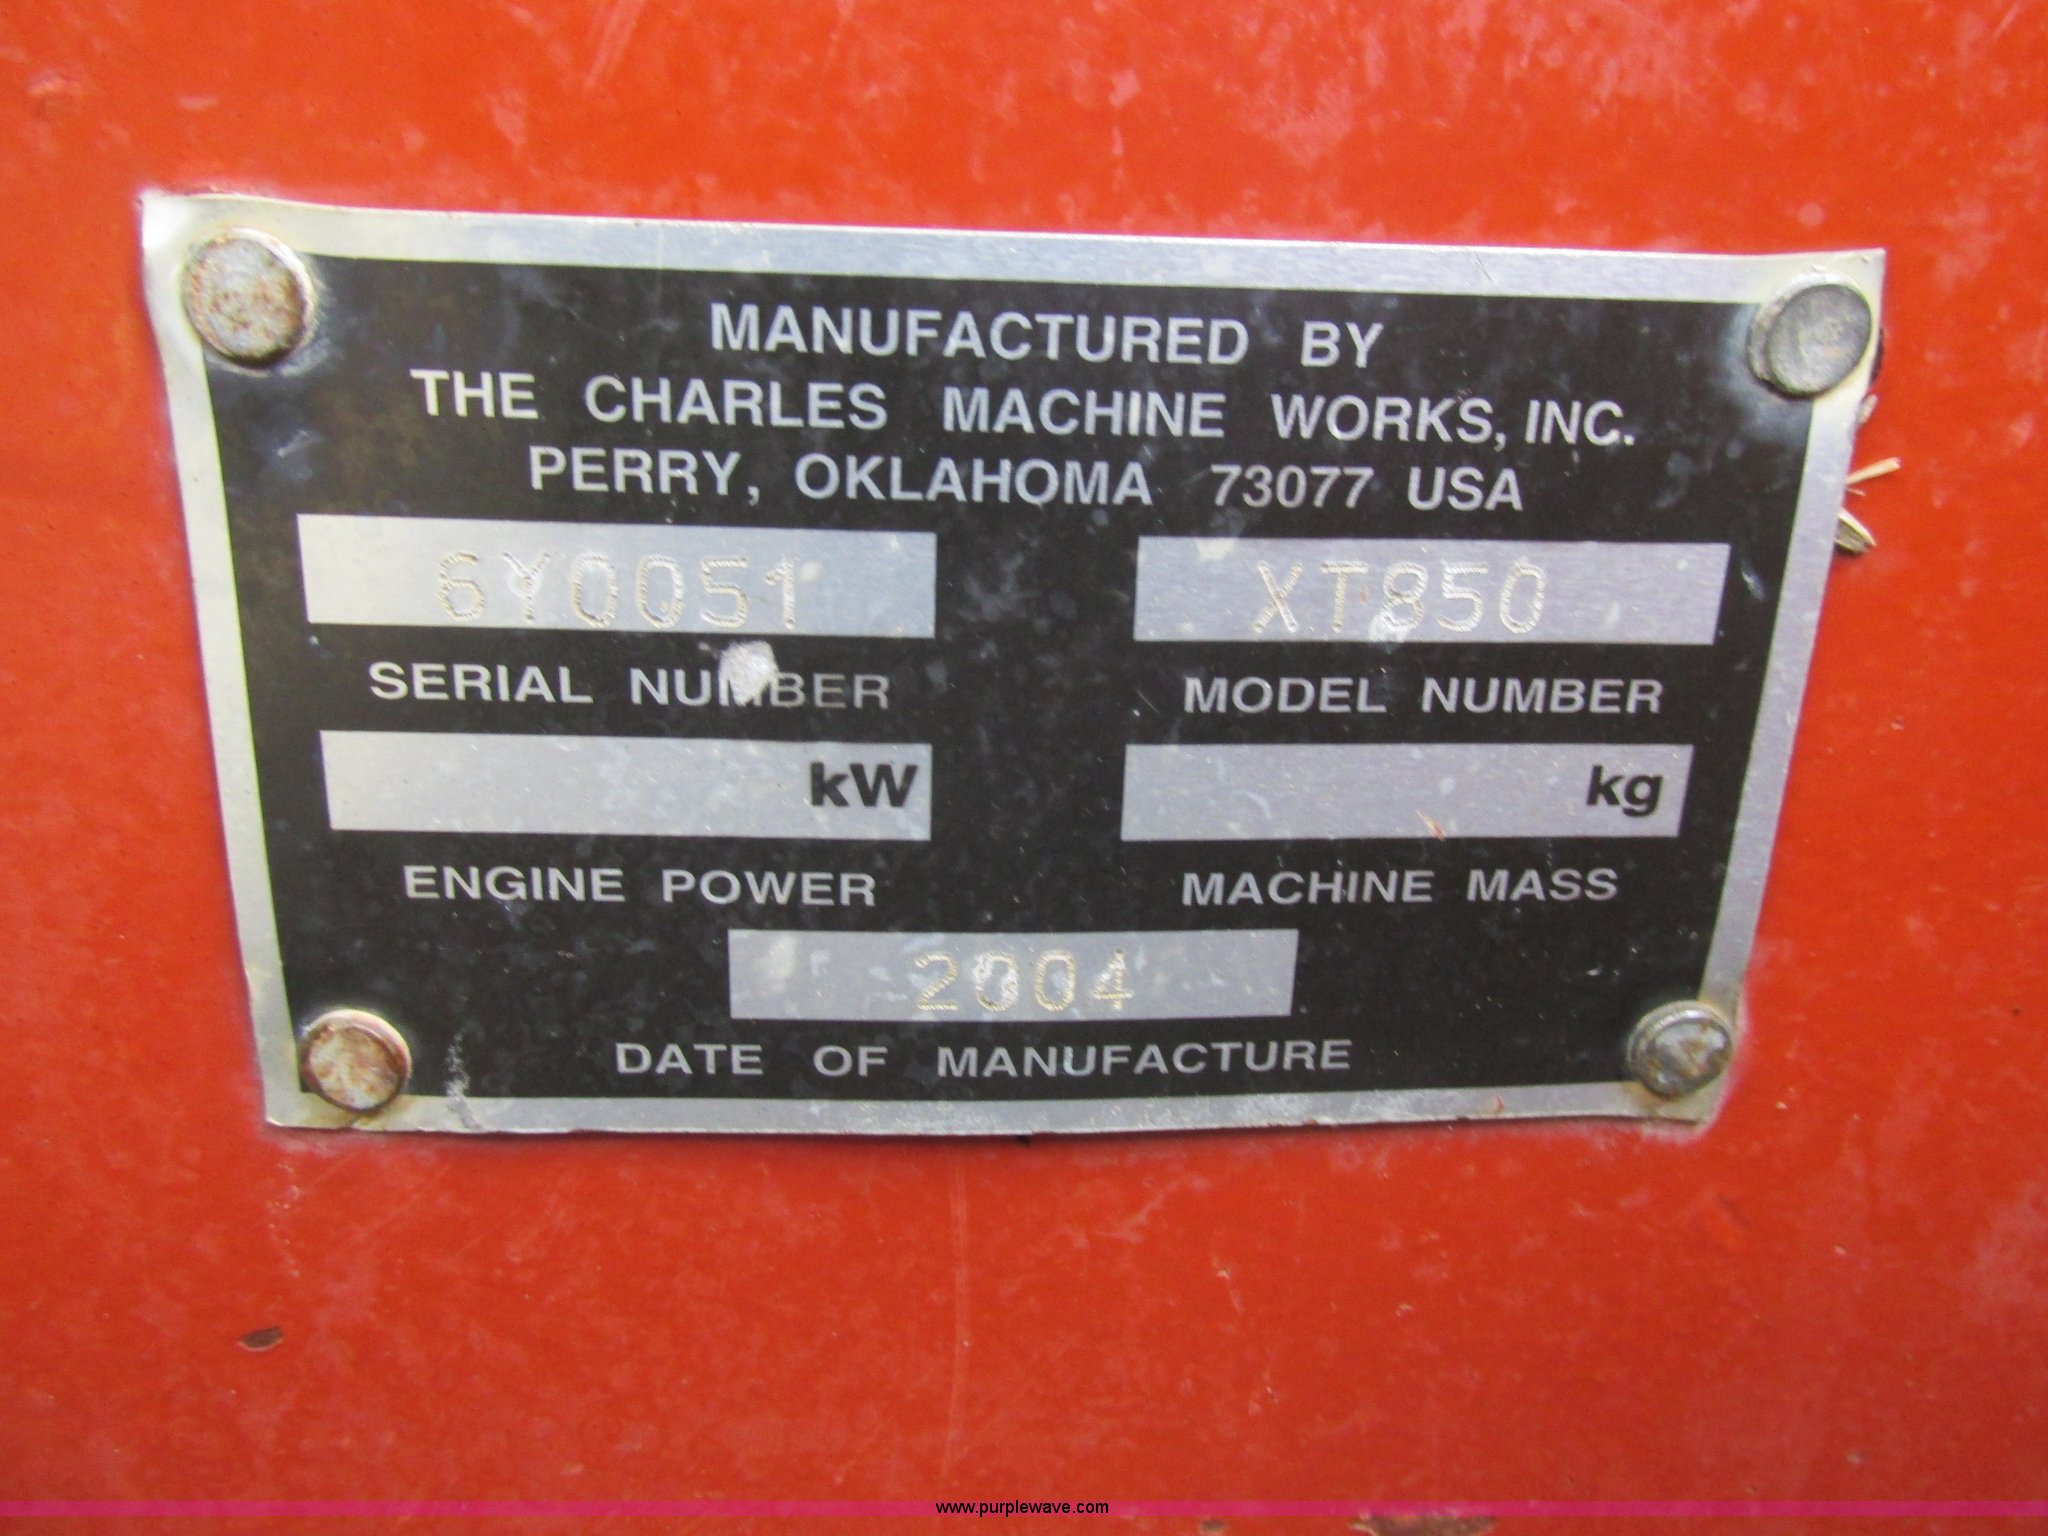 MANUFACTURED BY
THE CHARLES MACHINE WORKS, INC.
PERRY, OKLAHOMA 73077 USA
6Y0051 XT850
SERIAL NUMBER MODEL NUMBER
kW kg
ENGINE POWER MACHINE MASS
2004
DATE OF MANUFACTURE
www.purplewave.com